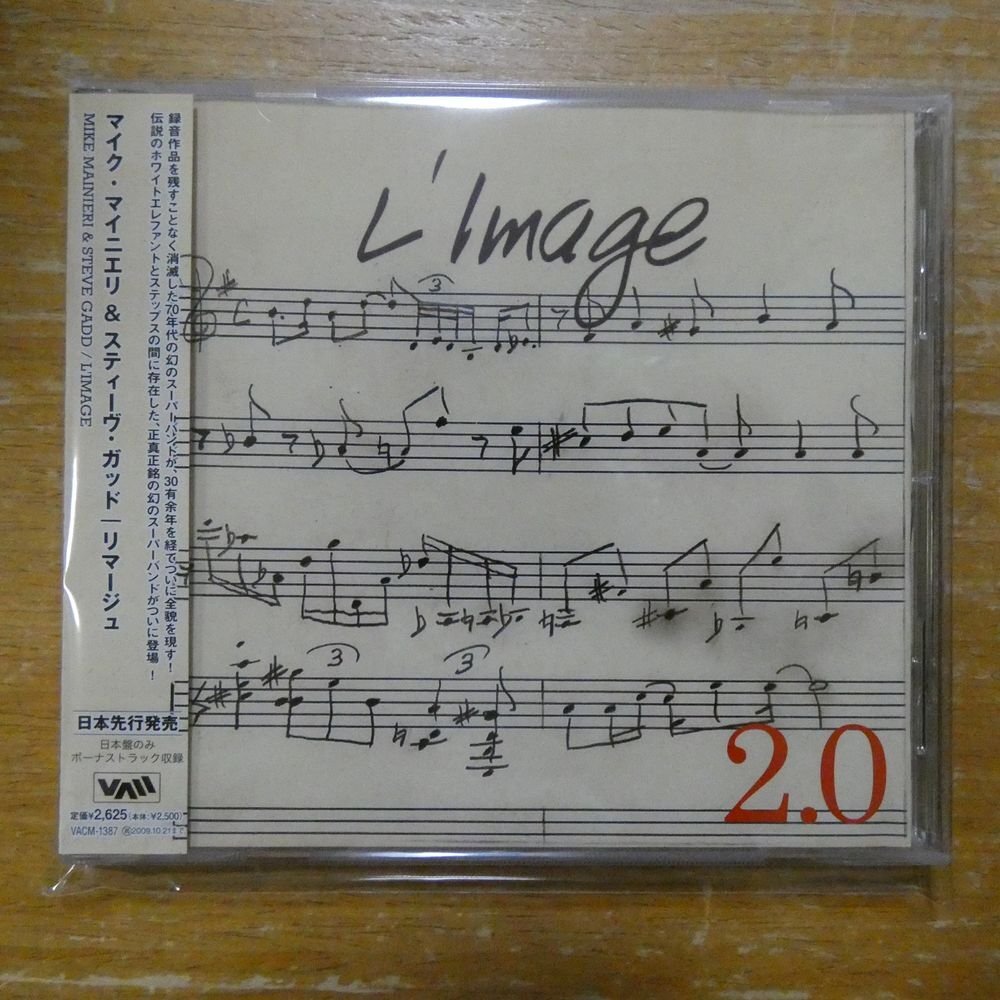 録音作品を残すことなく消滅した70年代の幻のスーパーバンドが、30有余年を経てついに全貌を現す!
伝説のホワイトエレファントとステップスの間に存在した、正真正銘の幻のスーパーバンドがついに登場!
マイク・マイニエリ & スティーヴ・ガッド|リマージュ
MIKE MAINIERI & STEVE GADD / L'IMAGE
日本先行発売
日本盤のみ
ボーナストラック収録
定価¥2,625(本体:¥2,500)
VACM-1387 2009.10.21まで
L'Image
3
3
3
2.0